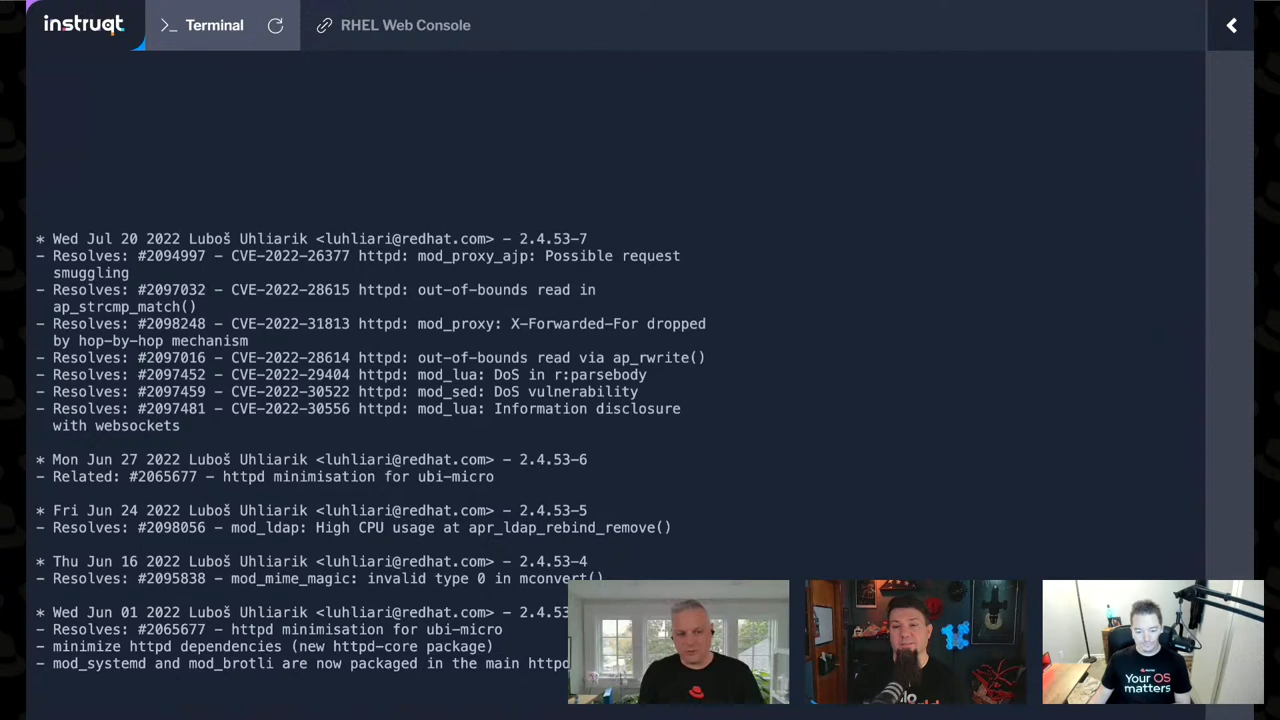 instruqt
>_ Terminal
RHEL Web Console
* Wed Jul 20 2022 Luboš Uhliarik <luhliari@redhat.com> - 2.4.53-7
- Resolves: #2094997 - CVE-2022-26377 httpd: mod_proxy_ajp: Possible request
smuggling
- Resolves: #2097032 - CVE-2022-28615 httpd: out-of-bounds read in
ap_strcmp_match()
- Resolves: #2098248 - CVE-2022-31813 httpd: mod_proxy: X-Forwarded-For dropped
by hop-by-hop mechanism
- Resolves: #2097016 - CVE-2022-28614 httpd: out-of-bounds read via ap_rwrite()
- Resolves: #2097452 - CVE-2022-29404 httpd: mod_lua: DoS in r:parsebody
- Resolves: #2097459 - CVE-2022-30522 httpd: mod_sed: DoS vulnerability
- Resolves: #2097481 - CVE-2022-30556 httpd: mod_lua: Information disclosure
with websockets
* Mon Jun 27 2022 Luboš Uhliarik <luhliari@redhat.com> - 2.4.53-6
- Related: #2065677 - httpd minimisation for ubi-micro
* Fri Jun 24 2022 Luboš Uhliarik <luhliari@redhat.com> - 2.4.53-5
- Resolves: #2098056 - mod_ldap: High CPU usage at apr_ldap_rebind_remove()
* Thu Jun 16 2022 Luboš Uhliarik <luhliari@redhat.com> - 2.4.53-4
- Resolves: #2095838 - mod_mime_magic: invalid type 0 in mconvert()
* Wed Jun 01 2022 Luboš Uhliarik <luhliari@redhat.com> - 2.4.53
- Resolves: #2065677 - httpd minimisation for ubi-micro
- minimize httpd dependencies (new httpd-core package)
- mod_systemd and mod_brotli are now packaged in the main httpd
Your OS
matters